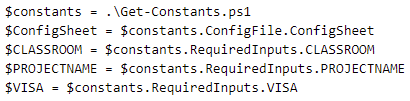 $constants = .\Get-Constants.ps1
$ConfigSheet = $constants.ConfigFile.ConfigSheet
$CLASSROOM = $constants.RequiredInputs.CLASSROOM
$PROJECTNAME = $constants.RequiredInputs.PROJECTNAME
$VISA = $constants.RequiredInputs.VISA